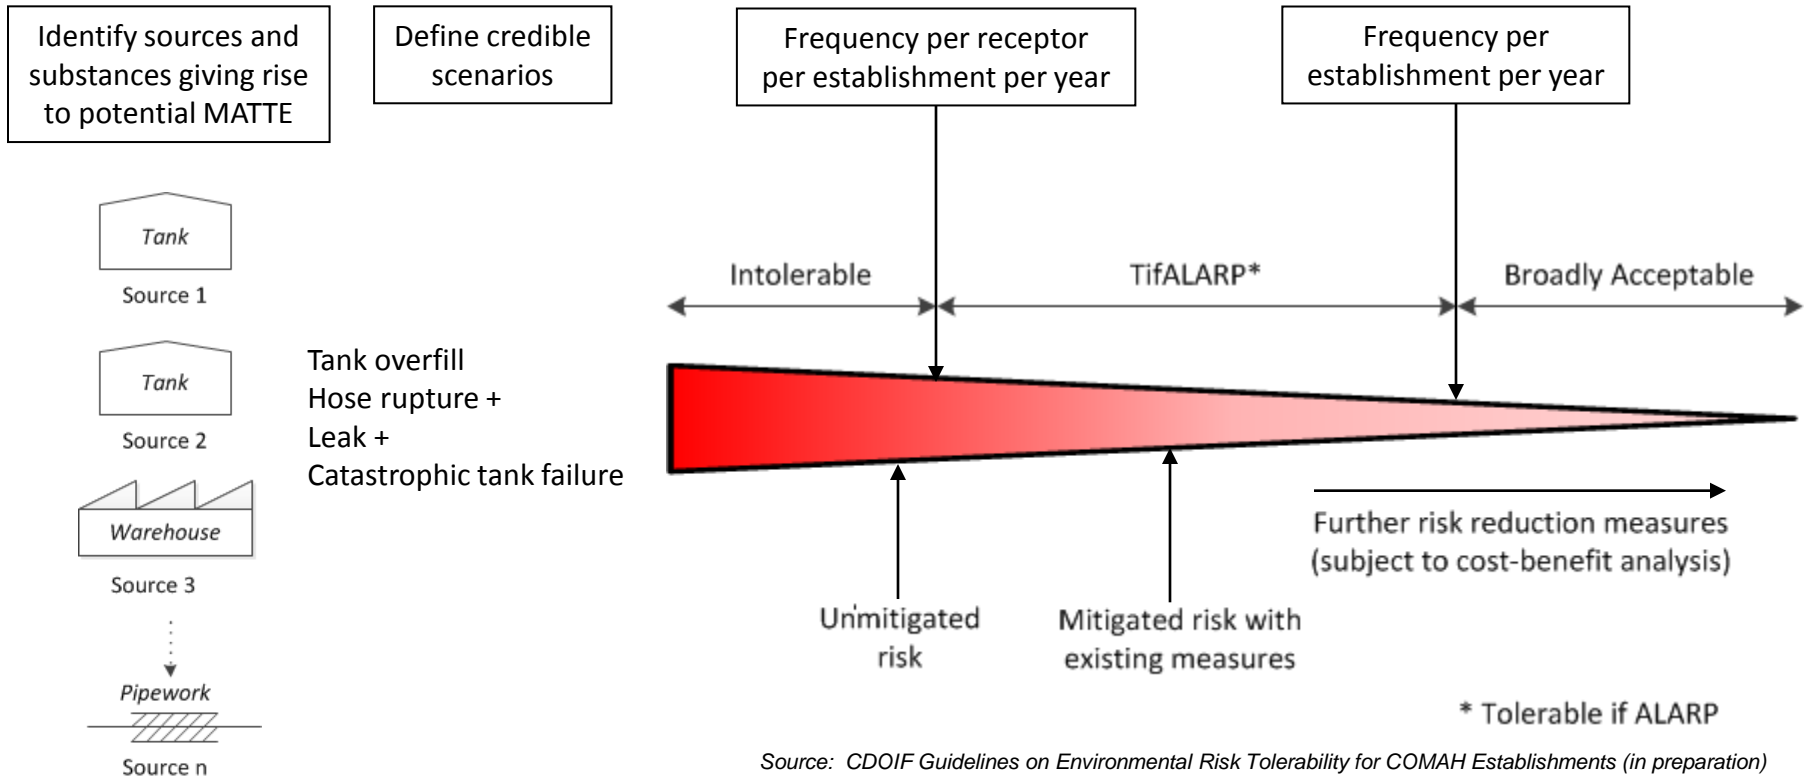 Identify sources and
substances giving rise
to potential MATTE
Define credible
scenarios
Frequency per receptor
per establishment per year
Frequency per
establishment per year
Tank
Source 1
Tank
Source 2
Warehouse
Source 3
Pipework
Source n
Tank overfill
Hose rupture +
Leak +
Catastrophic tank failure
Intolerable
TifALARP*
Broadly Acceptable
Unmitigated
risk
Mitigated risk with
existing measures
Further risk reduction measures
(subject to cost-benefit analysis)
* Tolerable if ALARP
Source: CDOIF Guidelines on Environmental Risk Tolerability for COMAH Establishments (in preparation)